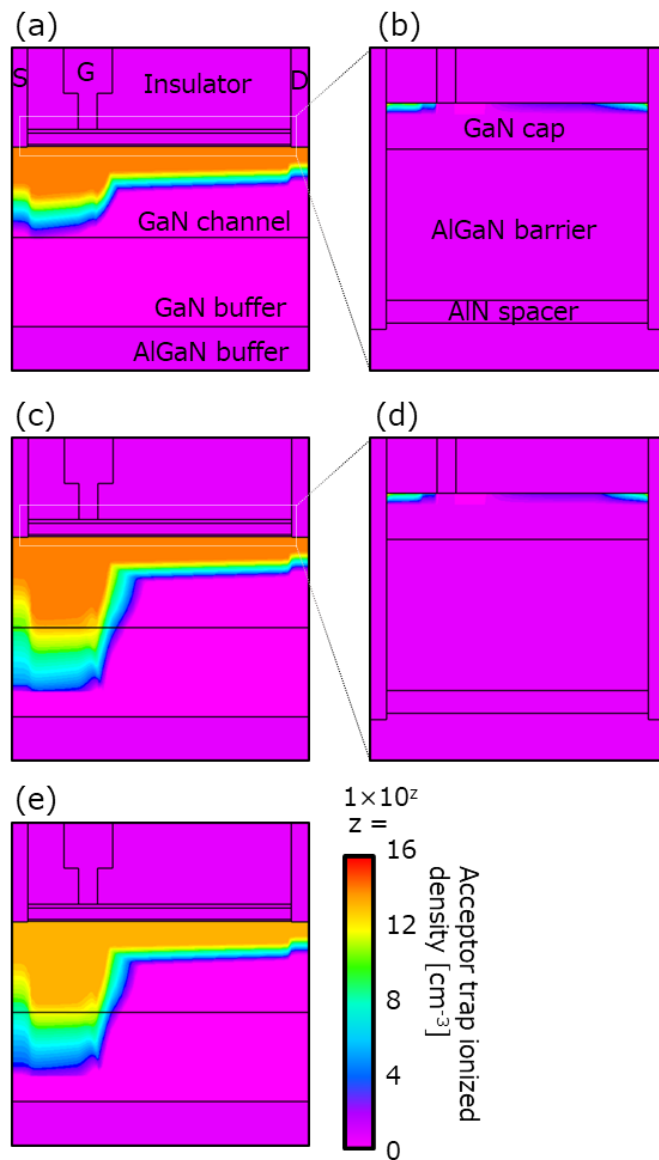 (a)
(b)
S
G
Insulator
D
GaN cap
GaN channel
AlGaN barrier
GaN buffer
AlN spacer
AlGaN buffer
(c)
(d)
(e)
1×10ᶻ
z =
16
12
8
4
0
Acceptor trap ionized
density [cm⁻³]